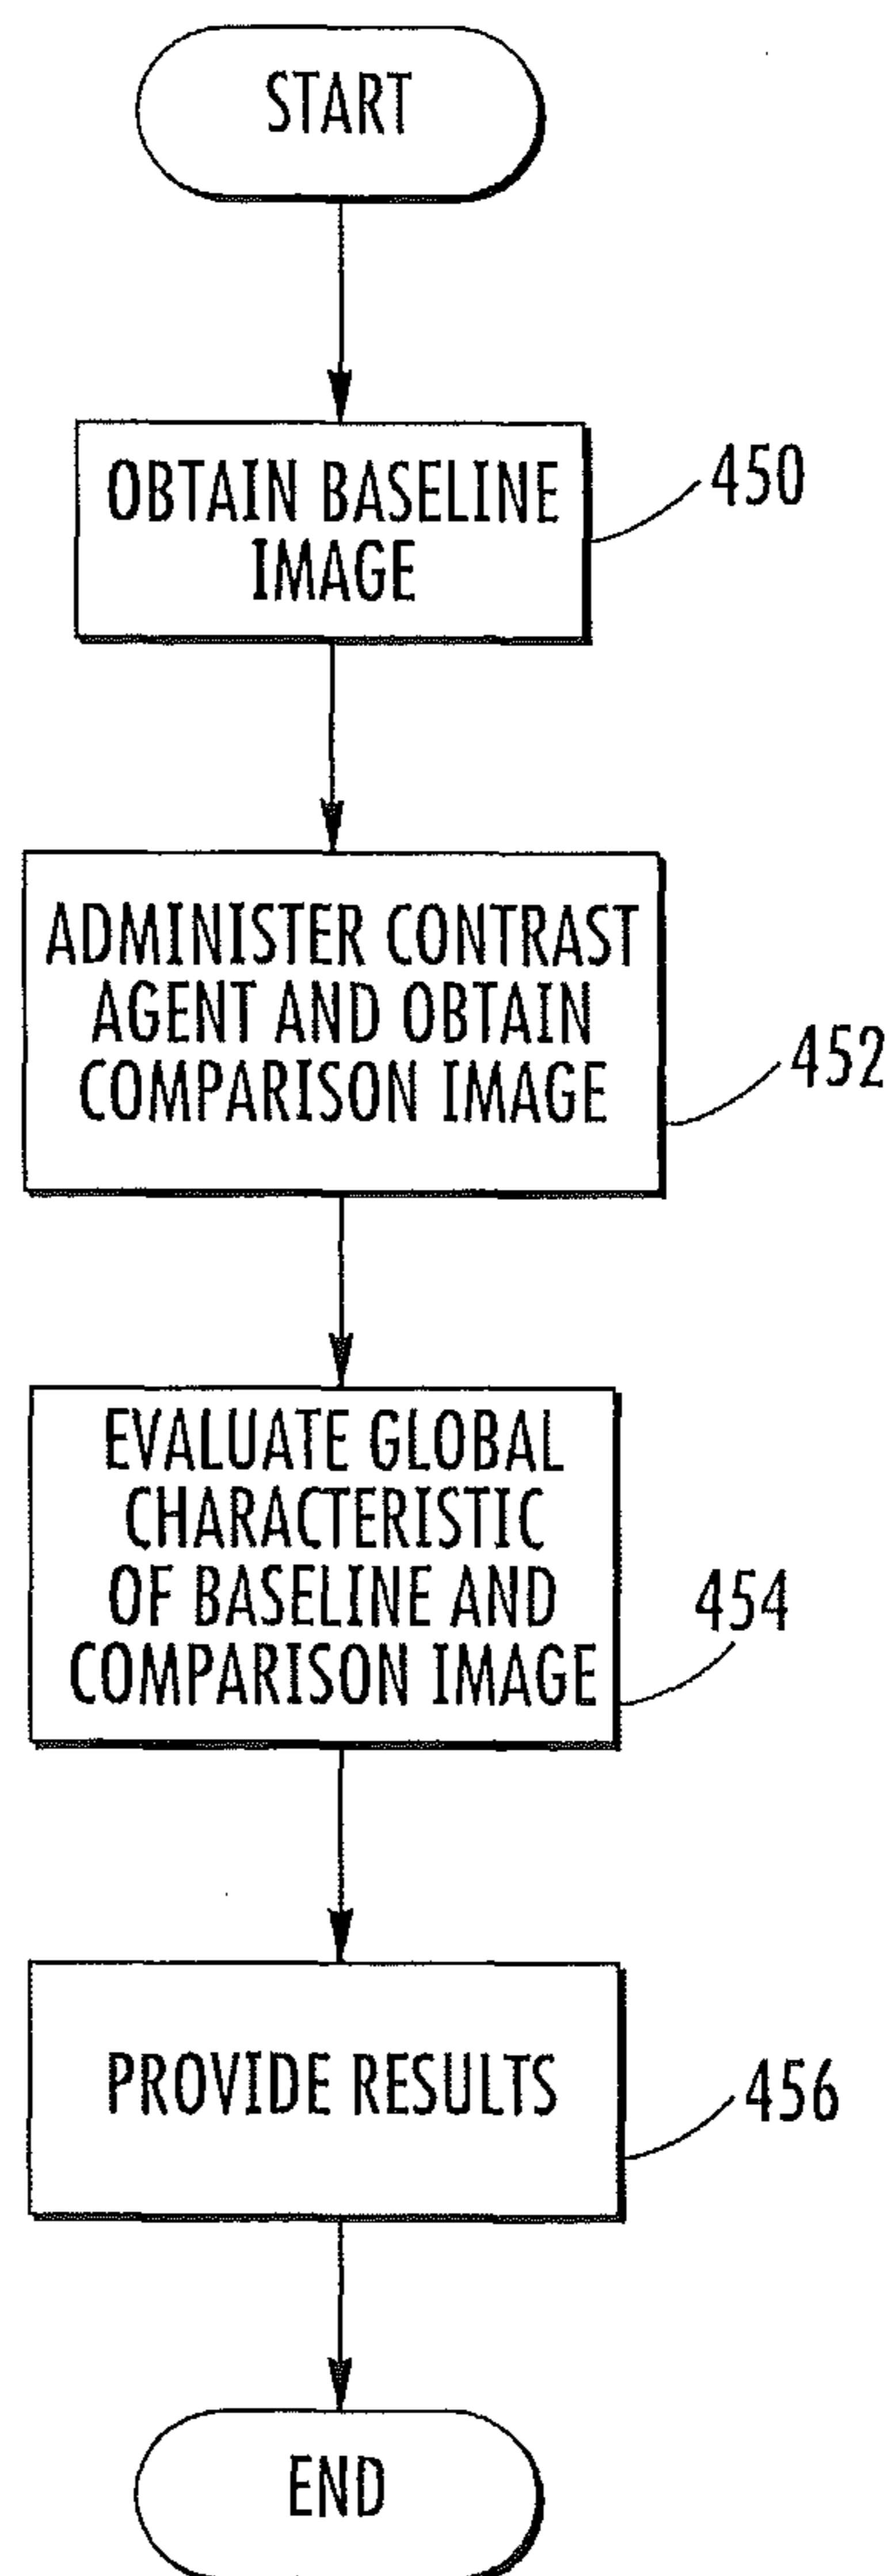 START
OBTAIN BASELINE
IMAGE
450
ADMINISTER CONTRAST
AGENT AND OBTAIN
COMPARISON IMAGE
452
EVALUATE GLOBAL
CHARACTERISTIC
OF BASELINE AND
COMPARISON IMAGE
454
PROVIDE RESULTS
456
END